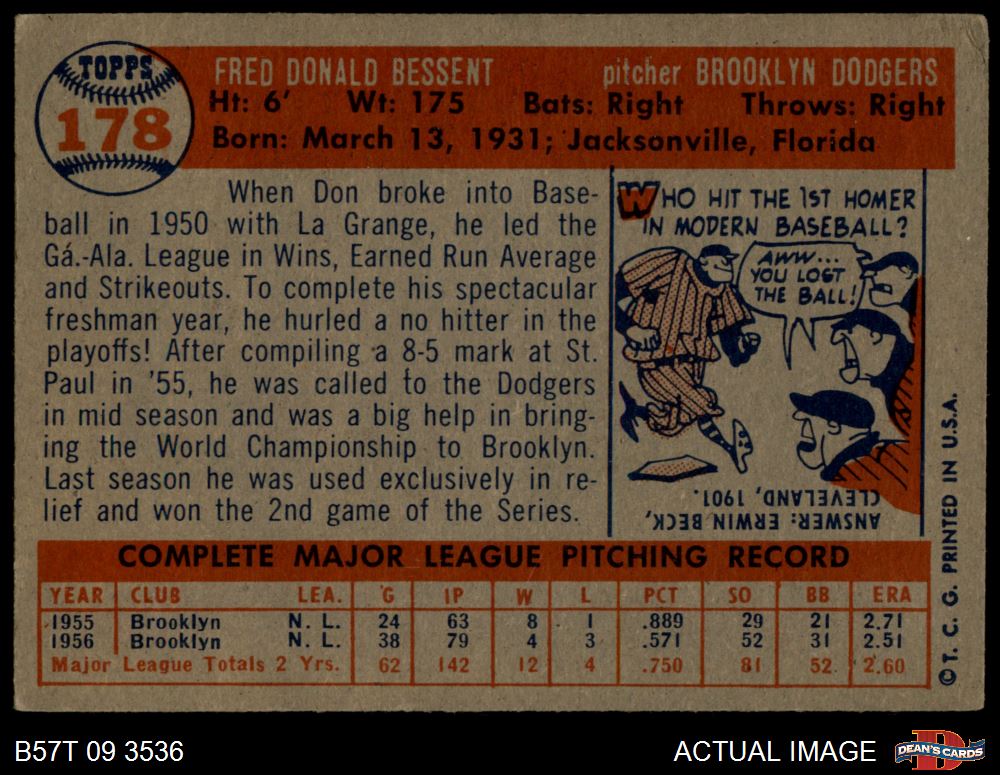 TOPPS
178
FRED DONALD BESSENT pitcher BROOKLYN DODGERS
Ht: 6' Wt: 175 Bats: Right Throws: Right
Born: March 13, 1931; Jacksonville, Florida
When Don broke into Base-
ball in 1950 with La Grange, he led the
Gá.-Ala. League in Wins, Earned Run Average
and Strikeouts. To complete his spectacular
freshman year, he hurled a no hitter in the
playoffs! After compiling a 8-5 mark at St.
Paul in '55, he was called to the Dodgers
in mid season and was a big help in bring-
ing the World Championship to Brooklyn.
Last season he was used exclusively in re-
lief and won the 2nd game of the Series.
WHO HIT THE 1ST HOMER
IN MODERN BASEBALL?
AWW...
YOU LOST
THE BALL!
ANSWER: ERWIN BECK,
CLEVELAND, 1901.
COMPLETE MAJOR LEAGUE PITCHING RECORD
YEAR CLUB LEA. G IP W L PCT SO BB ERA
1955 Brooklyn N. L. 24 63 8 1 .889 29 21 2.71
1956 Brooklyn N. L. 38 79 4 3 .571 52 31 2.51
Major League Totals 2 Yrs. 62 142 12 4 .750 81 52 2.60
©T. C. G. PRINTED IN U.S.A.
B57T 09 3536
ACTUAL IMAGE
D
DEAN'S CARDS